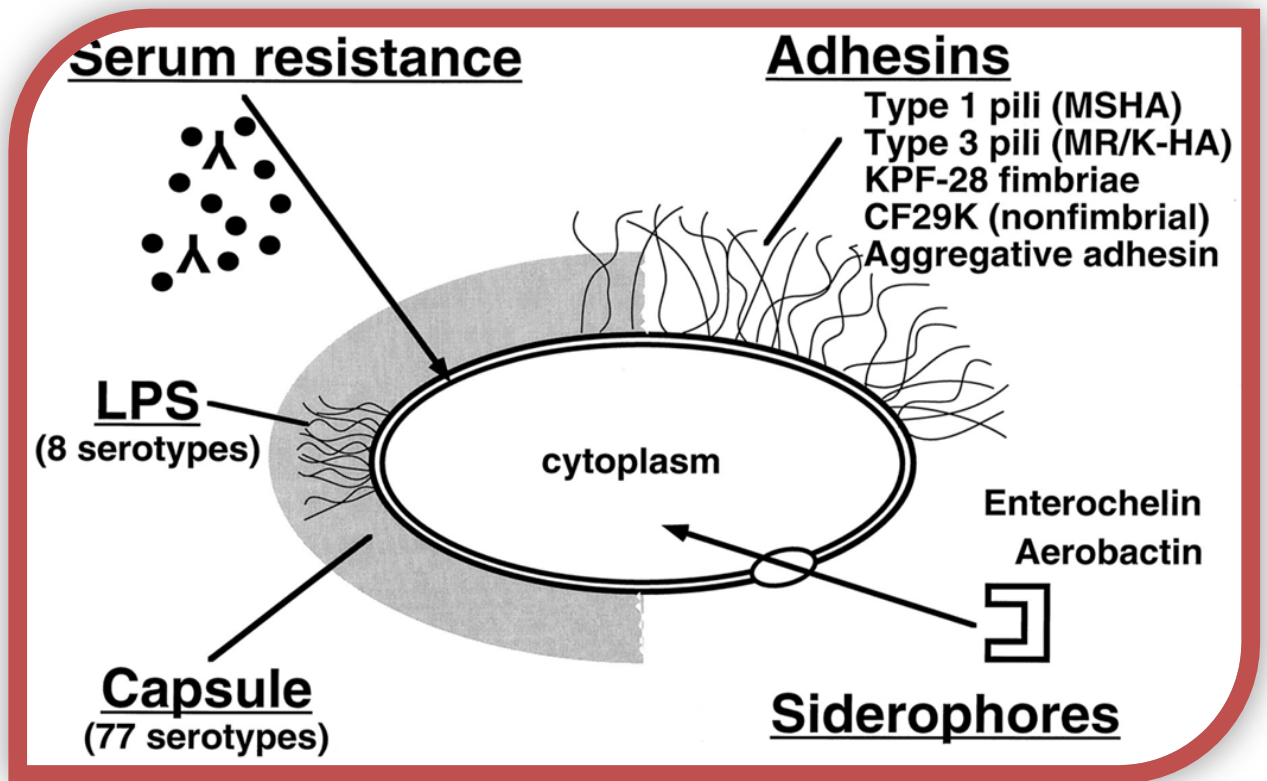 Serum resistance
Adhesins
Type 1 pili (MSHA)
Type 3 pili (MR/K-HA)
KPF-28 fimbriae
CF29K (nonfimbrial)
Aggregative adhesin
LPS
(8 serotypes)
cytoplasm
Enterochelin
Aerobactin
Capsule
(77 serotypes)
Siderophores